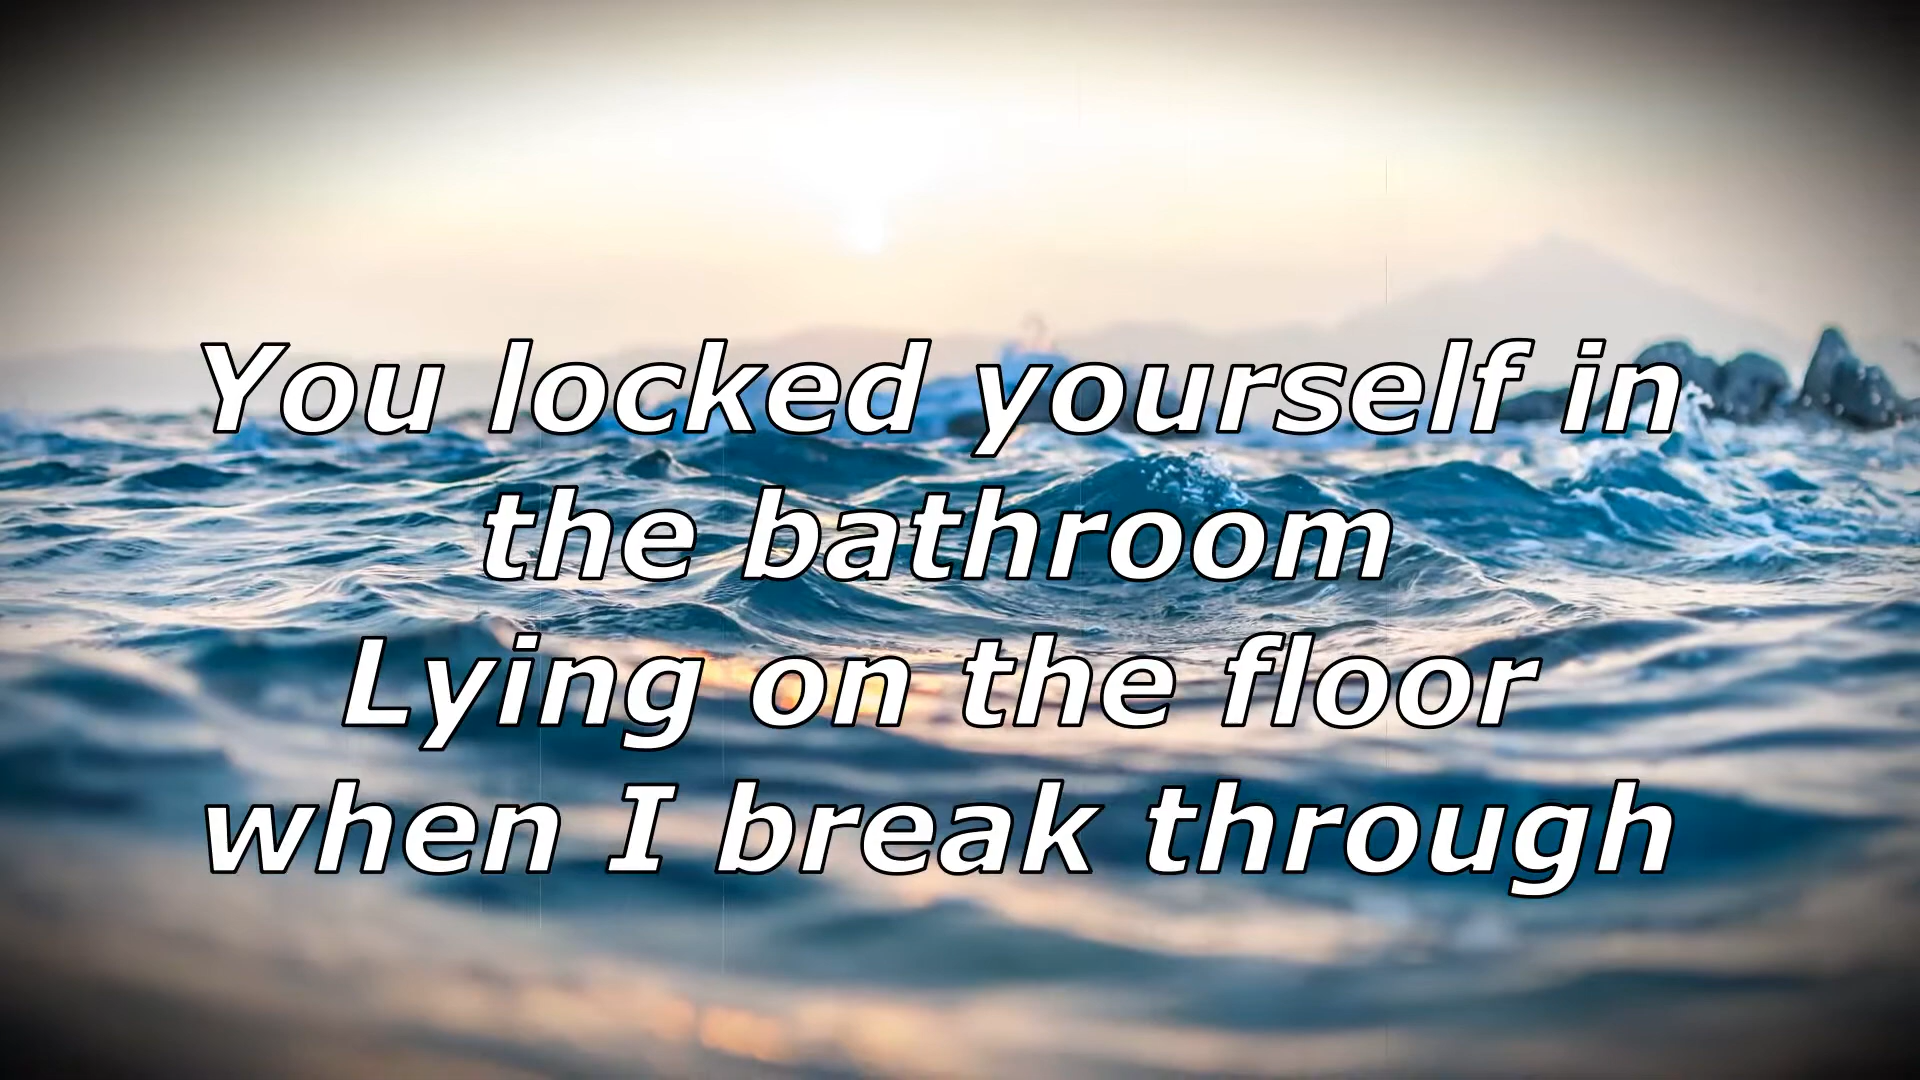 You locked yourself in
the bathroom
Lying on the floor
when I break through